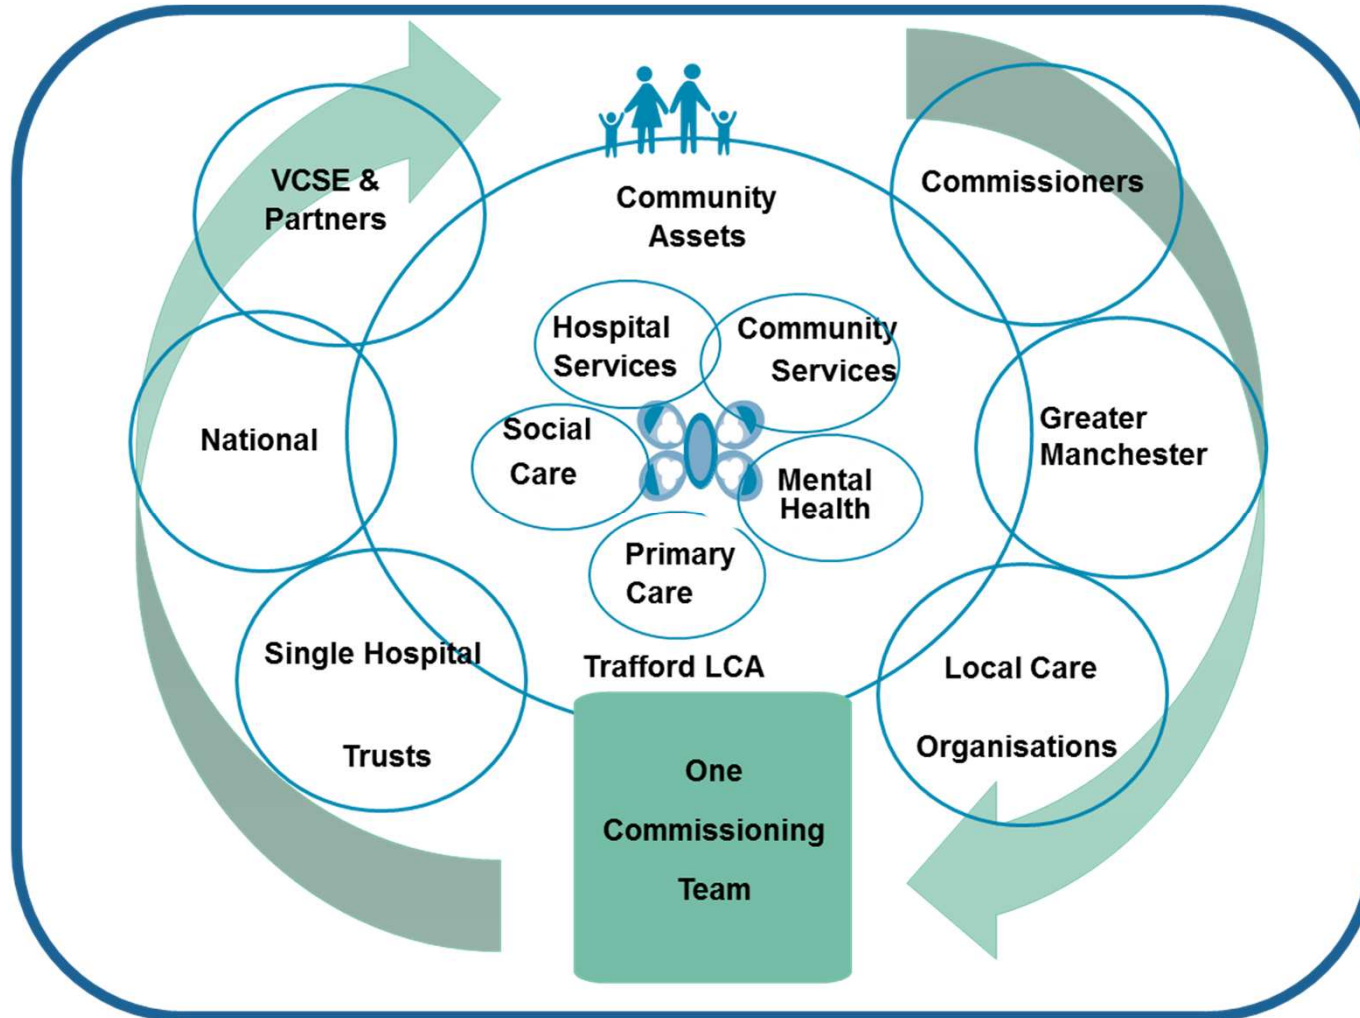 VCSE &
Partners
Community
Assets
Commissioners
Hospital
Services
Community
Services
National
Social
Care
Mental
Health
Greater
Manchester
Primary
Care
Single Hospital
Trusts
Trafford LCA
Local Care
Organisations
One
Commissioning
Team